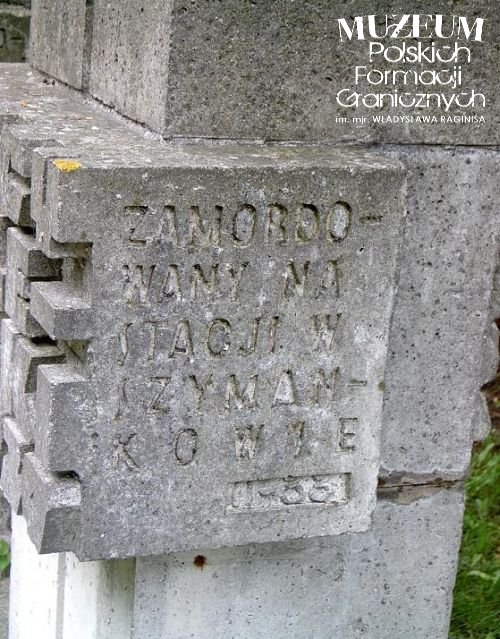 MUZEUM
Polskich
Formacji
Granicznych
im. mjr. WŁADYSŁAWA RAGINISA
ZAMORDO-
WANY NA
STACJI W
SZYMAN-
KOWIE